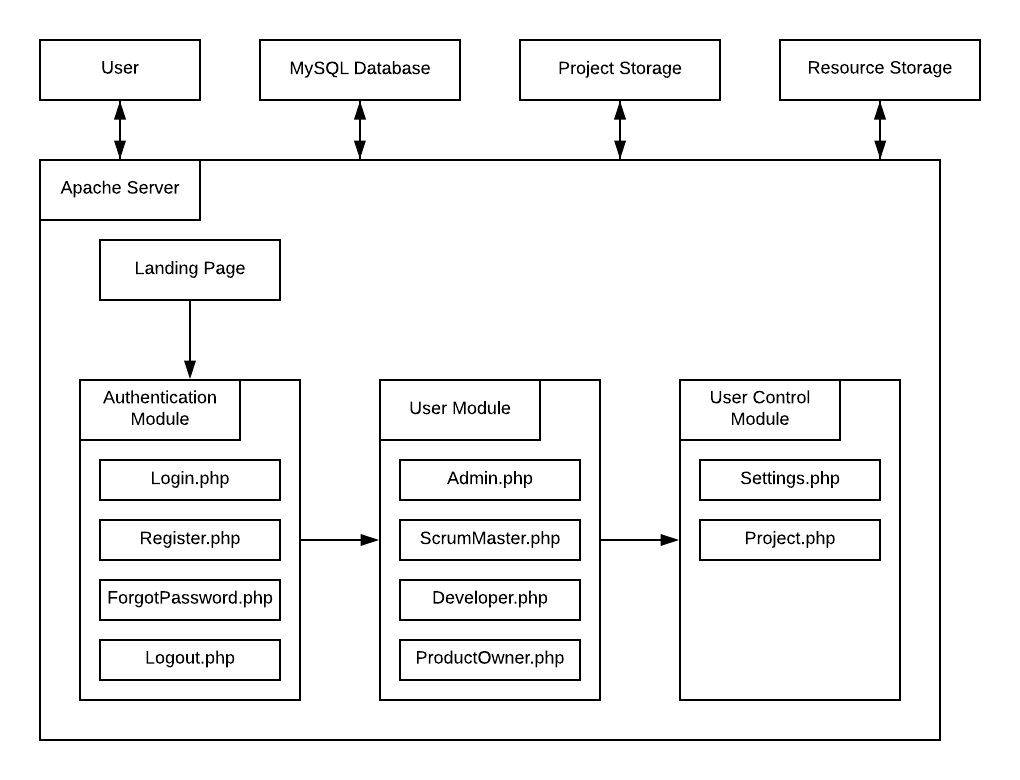 User
MySQL Database
Project Storage
Resource Storage
Apache Server
Landing Page
Authentication
Module
Login.php
Register.php
ForgotPassword.php
Logout.php
User Module
Admin.php
ScrumMaster.php
Developer.php
ProductOwner.php
User Control
Module
Settings.php
Project.php